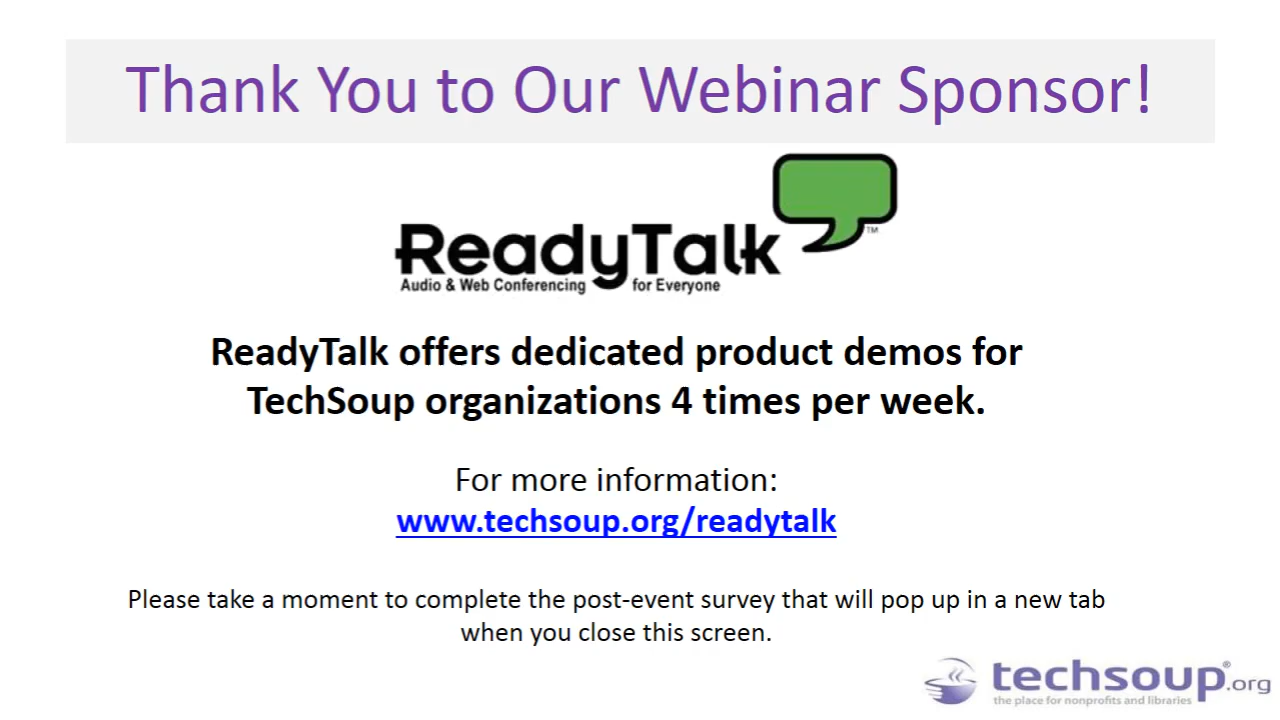 Thank You to Our Webinar Sponsor!
ReadyTalk™
Audio & Web Conferencing for Everyone
ReadyTalk offers dedicated product demos for
TechSoup organizations 4 times per week.
For more information:
www.techsoup.org/readytalk
Please take a moment to complete the post-event survey that will pop up in a new tab
when you close this screen.
techsoup®.org
the place for nonprofits and libraries